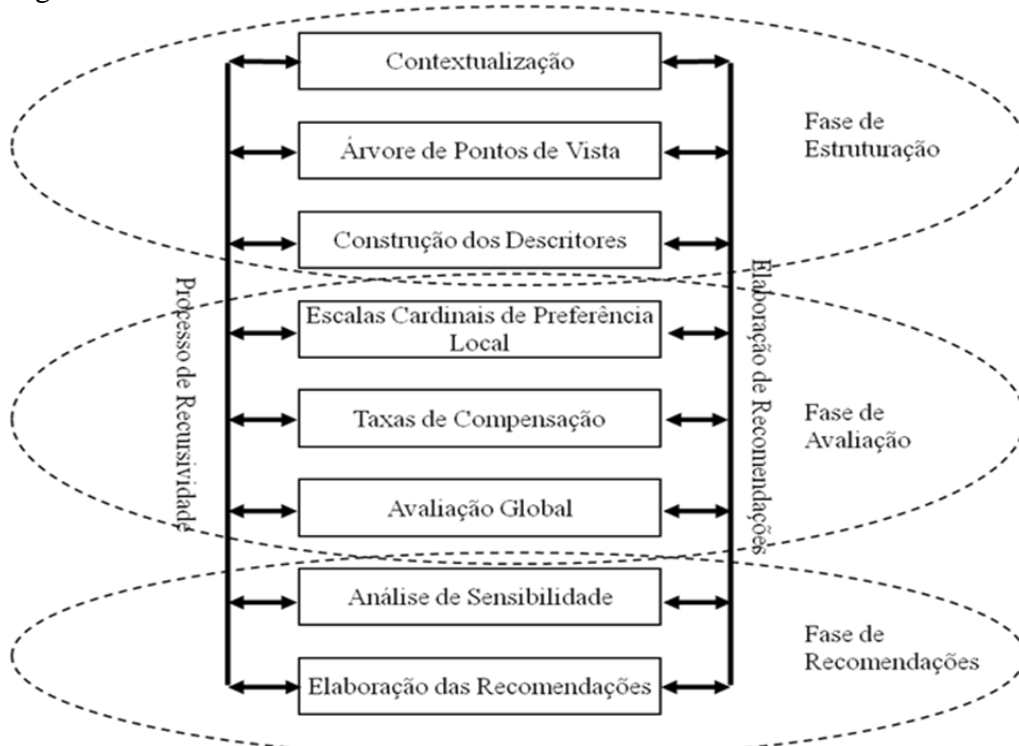 Contextualização
Árvore de Pontos de Vista
Construção dos Descritores
Escalas Cardinais de Preferência
Local
Taxas de Compensação
Avaliação Global
Análise de Sensibilidade
Elaboração das Recomendações
Processo de Recursividade
Elaboração de Recomendações
Fase de
Estruturação
Fase de
Avaliação
Fase de
Recomendações